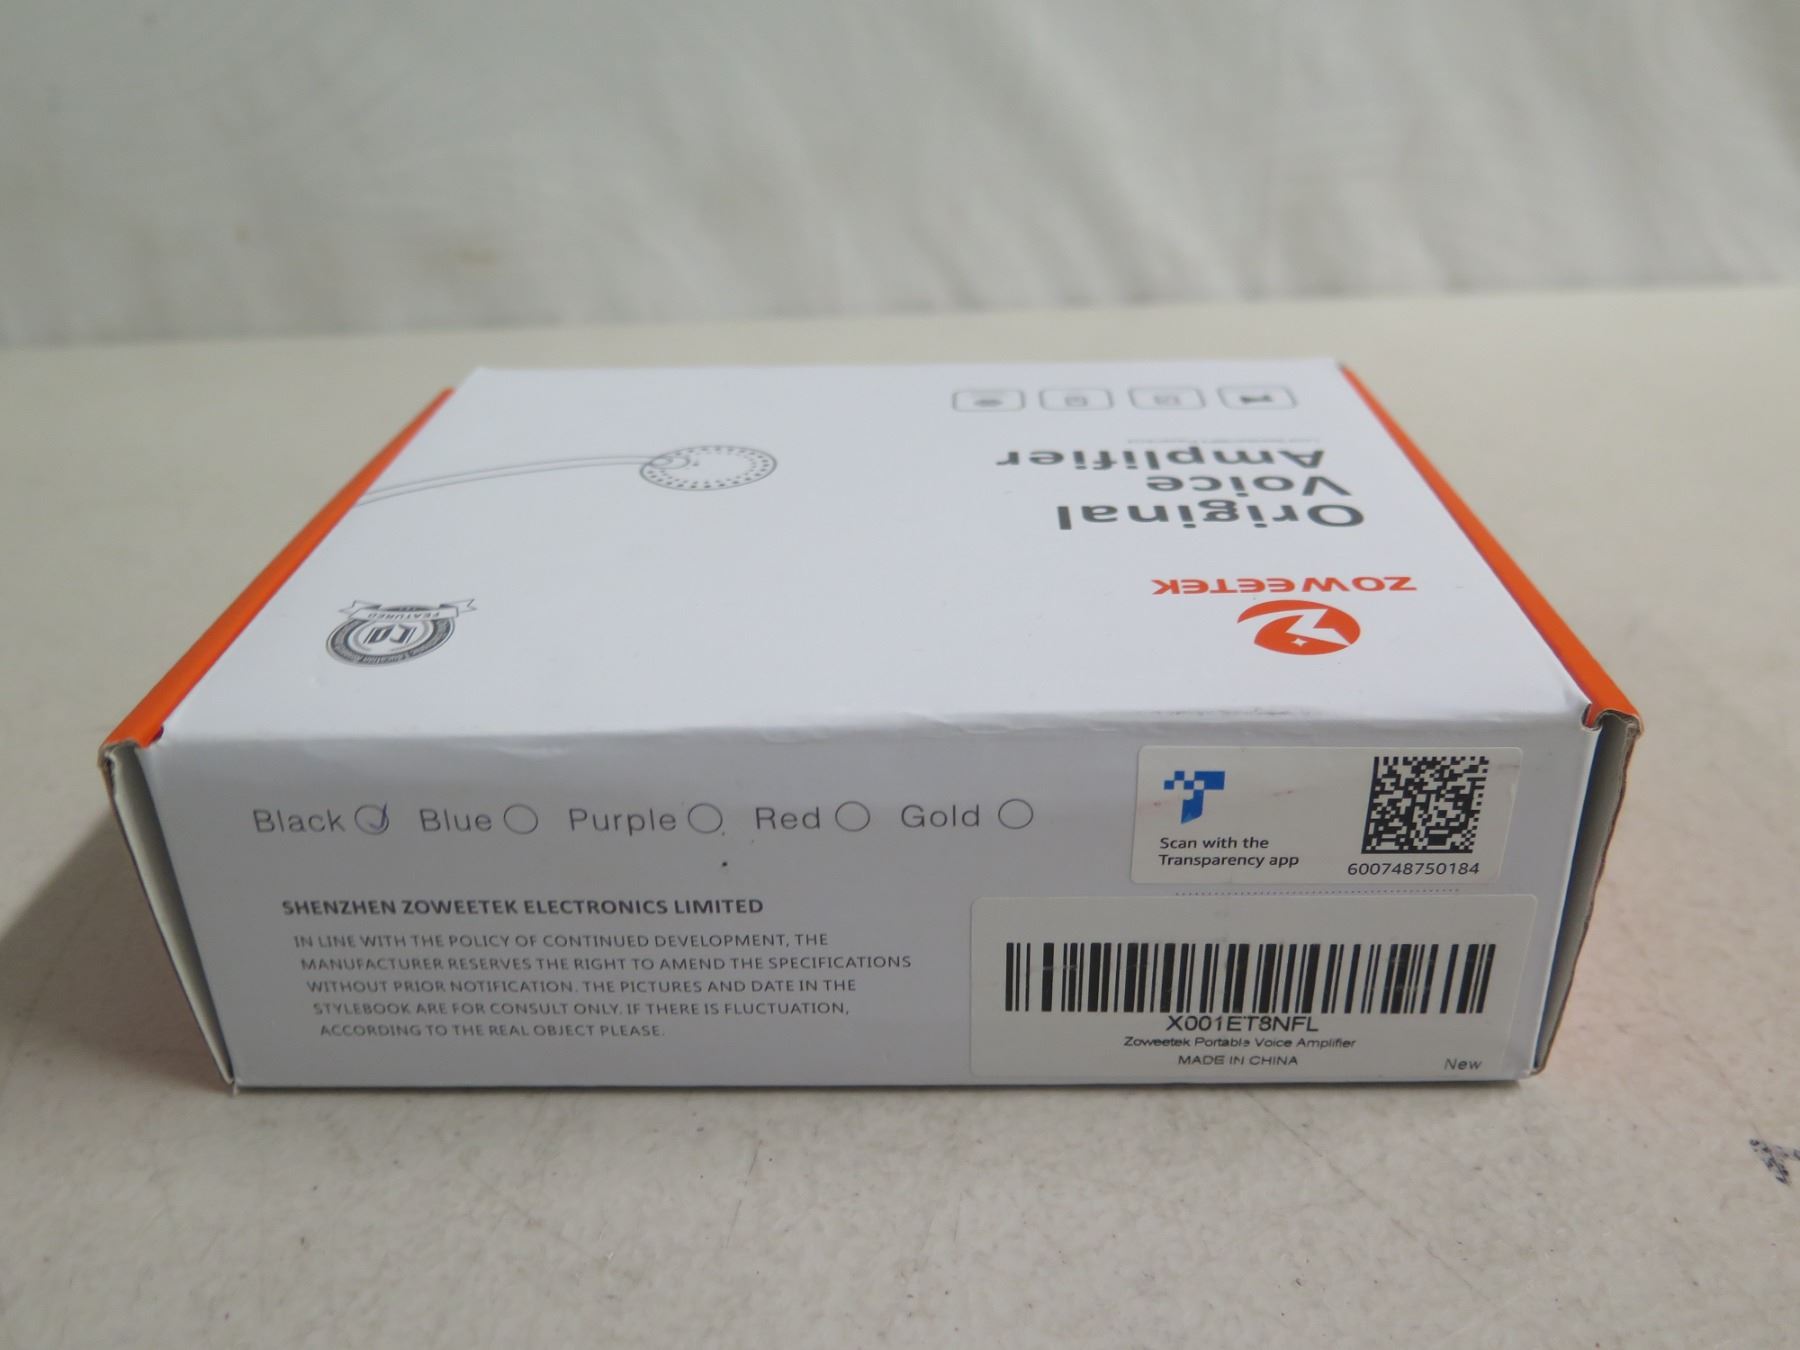 Original
Voice
Amplifier
ZOWEETEK
FEATURED
Black Blue Purple Red Gold
SHENZHEN ZOWEETEK ELECTRONICS LIMITED
IN LINE WITH THE POLICY OF CONTINUED DEVELOPMENT, THE
MANUFACTURER RESERVES THE RIGHT TO AMEND THE SPECIFICATIONS
WITHOUT PRIOR NOTIFICATION. THE PICTURES AND DATE IN THE
STYLEBOOK ARE FOR CONSULT ONLY. IF THERE IS FLUCTUATION,
ACCORDING TO THE REAL OBJECT PLEASE.
Scan with the
Transparency app
600748750184
X001ET8NFL
Zoweetek Portable Voice Amplifier
MADE IN CHINA
New